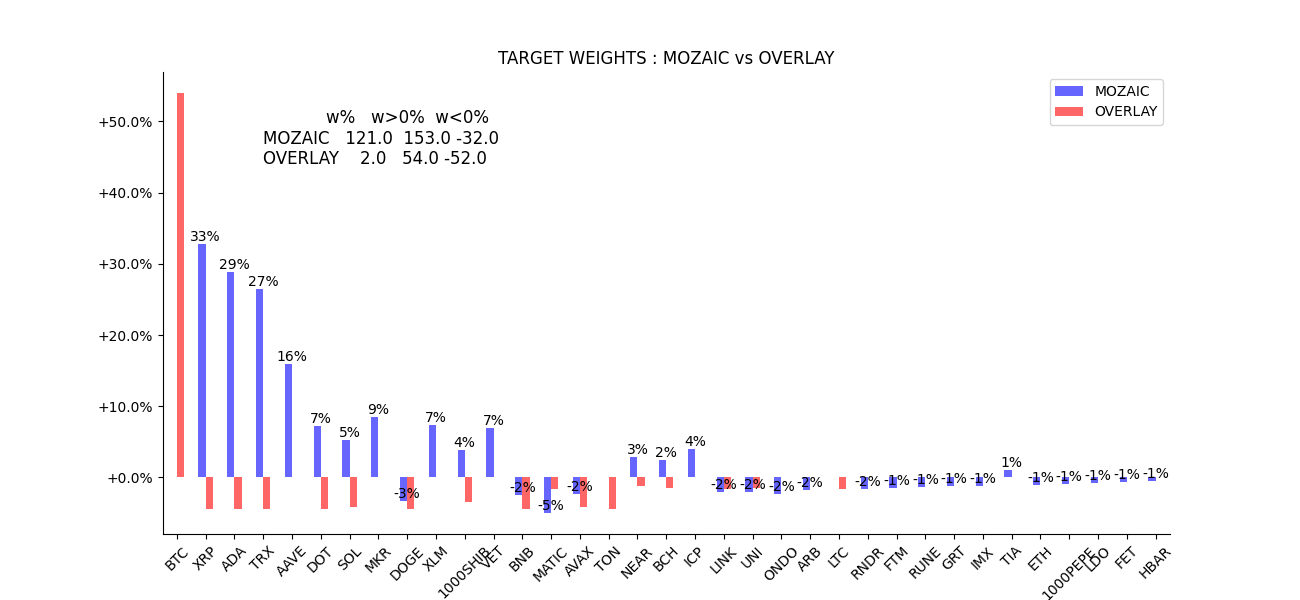 TARGET WEIGHTS : MOZAIC vs OVERLAY
MOZAIC
OVERLAY
w% w>0% w<0%
MOZAIC 121.0 153.0 -32.0
OVERLAY 2.0 54.0 -52.0
+50.0%
+40.0%
+30.0%
+20.0%
+10.0%
+0.0%
33%
29%
27%
16%
7%
5%
9%
-3%
7%
4%
7%
-2%
-5%
-2%
3%
2%
4%
-2%
-2%
-2%
-2%
-2%
-1%
-1%
-1%
-1%
1%
-1%
-1%
-1%
-1%
-1%
BTC
XRP
ADA
TRX
AAVE
DOT
SOL
MKR
DOGE
XLM
1000SHIB
VET
BNB
MATIC
AVAX
TON
NEAR
BCH
ICP
LINK
UNI
ONDO
ARB
LTC
RNDR
FTM
RUNE
GRT
IMX
TIA
ETH
1000PEPE
LDO
FET
HBAR